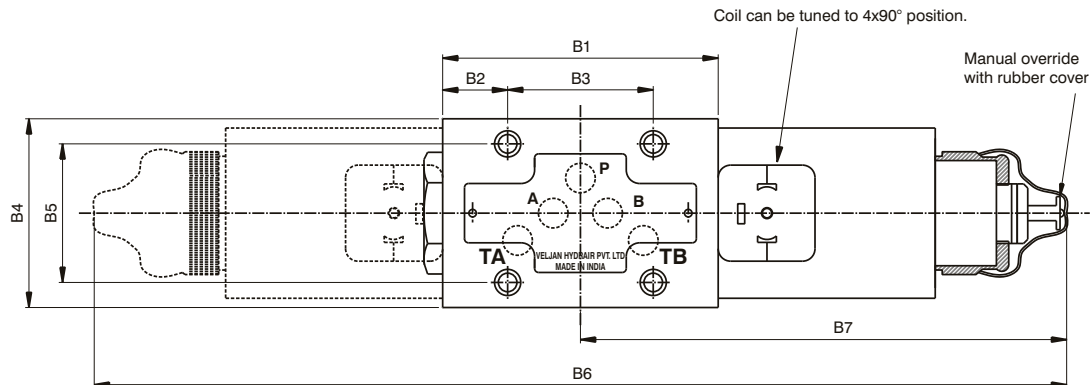 Coil can be tuned to 4x90° position.
B1
Manual override
with rubber cover
B2
B3
P
A
B
B4
B5
TA
TB
VELJAN HYDRAIR PVT. LTD
MADE IN INDIA
B7
B6